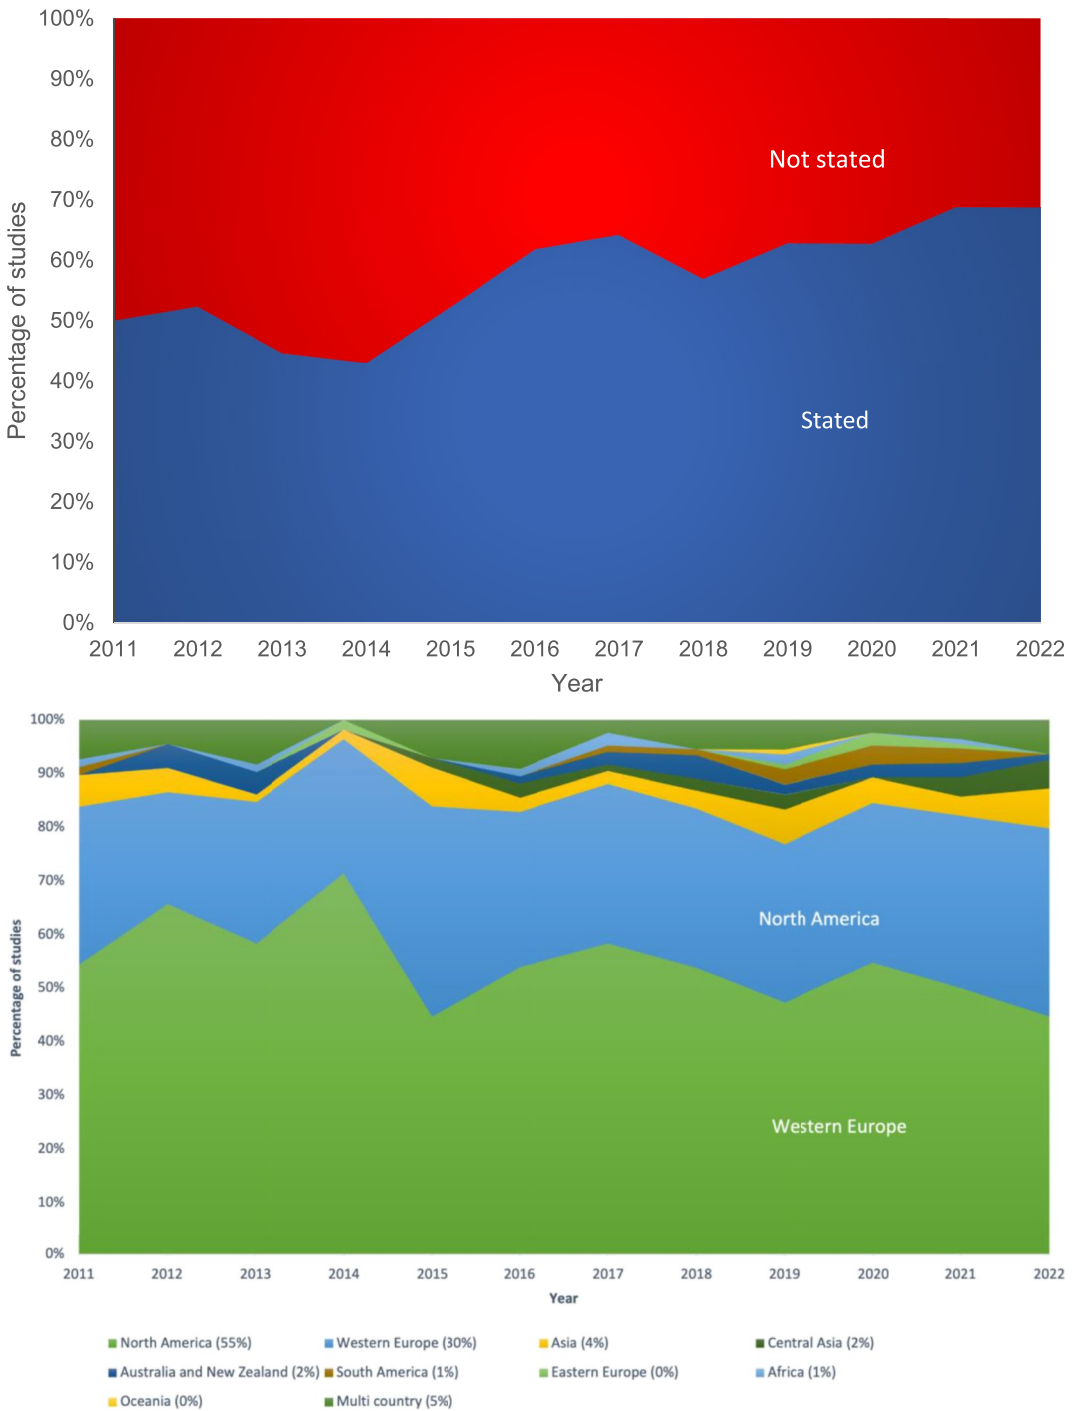 100%
90%
80%
Not stated
70%
60%
50%
40%
Stated
30%
20%
10%
0%
Percentage of studies
2011 2012 2013 2014 2015 2016 2017 2018 2019 2020 2021 2022
Year
100%
90%
80%
70%
North America
60%
50%
40%
30%
Western Europe
20%
10%
0%
Percentage of studies
2011 2012 2013 2014 2015 2016 2017 2018 2019 2020 2021 2022
Year
North America (55%) Western Europe (30%) Asia (4%) Central Asia (2%)
Australia and New Zealand (2%) South America (1%) Eastern Europe (0%) Africa (1%)
Oceania (0%) Multi country (5%)